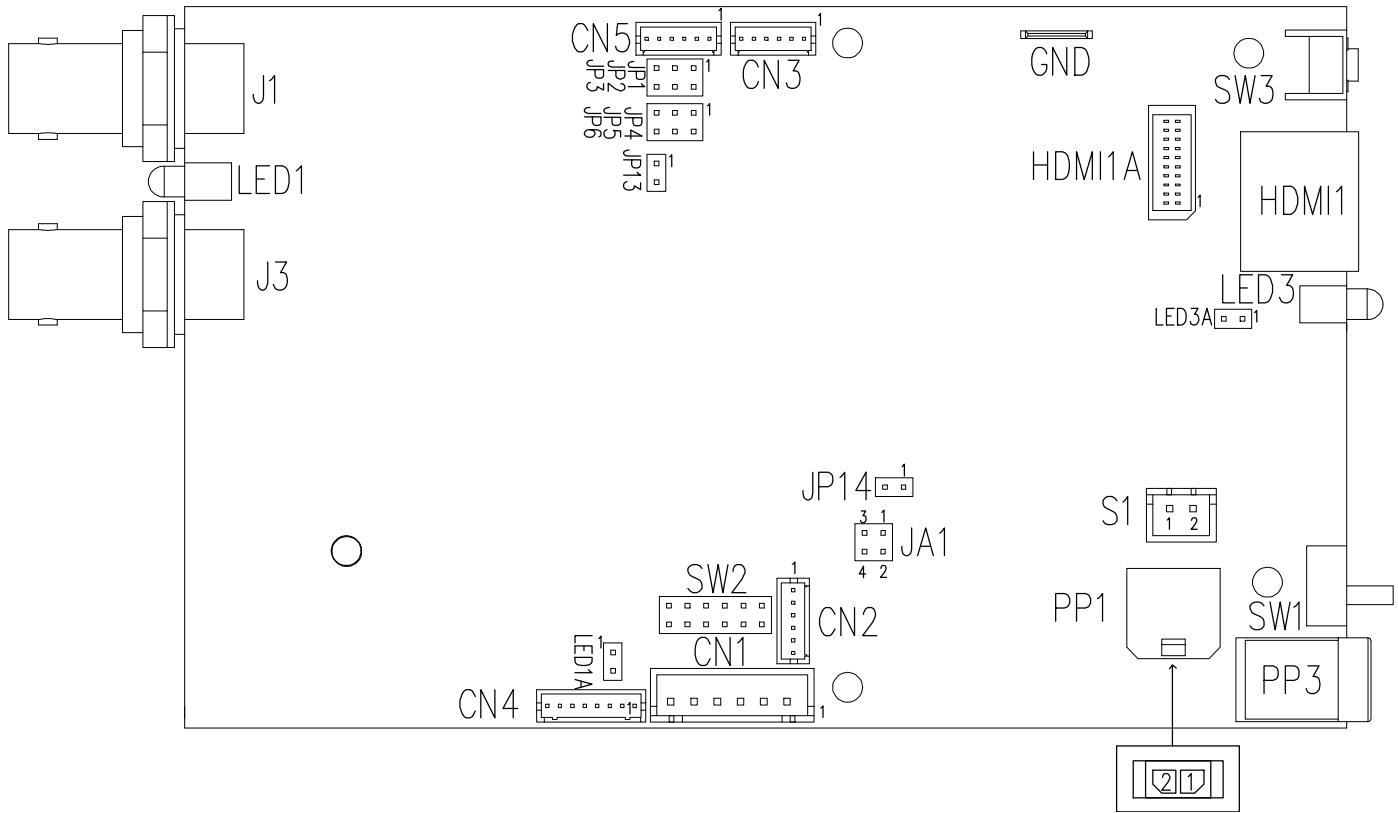 1
1
CN5
CN3
GND
SW3
J1
JP1
JP2
JP3
1
JP4
JP5
JP6
1
JP13
1
HDMI1A
1
HDMI1
LED1
J3
LED3
LED3A
1
JP14
1
3 1
JA1
4 2
S1
1 2
SW2
1
CN2
PP1
SW1
CN1
1
LED1A
1
CN4
1
PP3
2 1